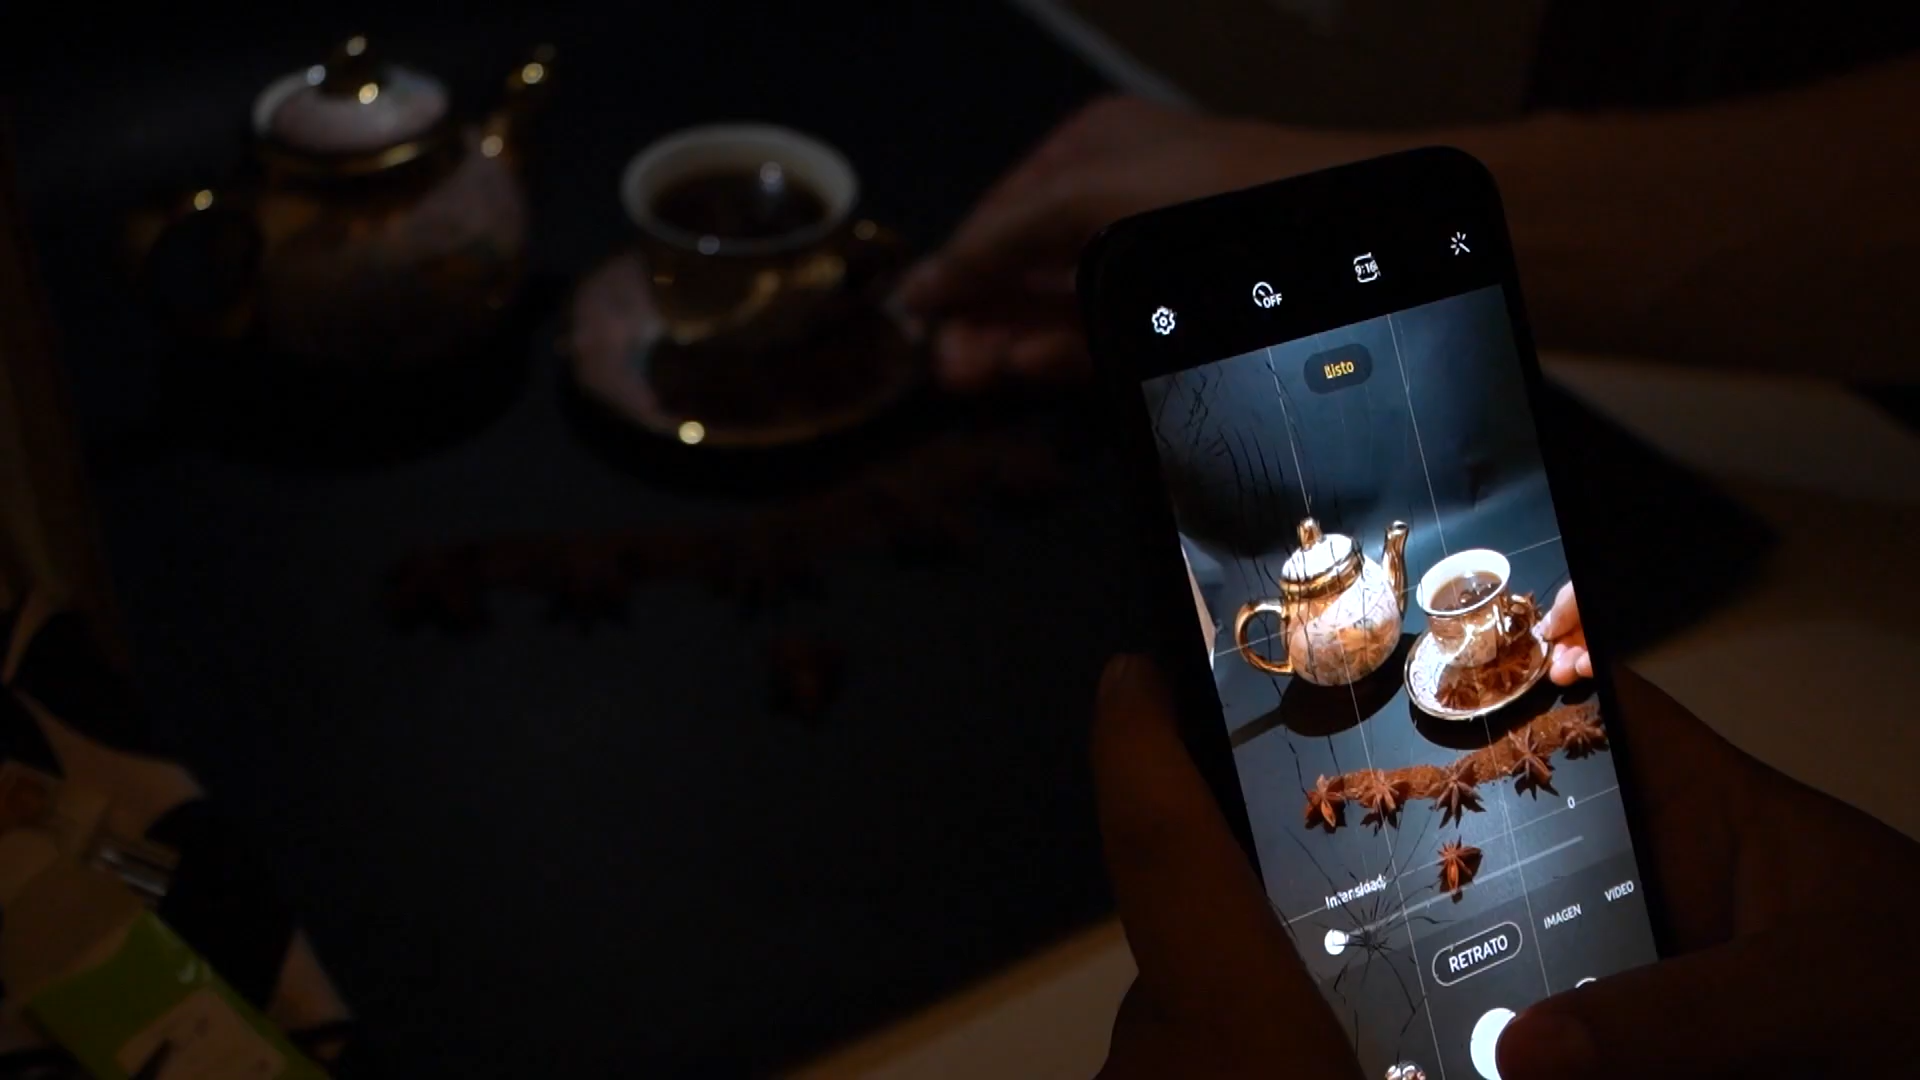 OFF
9:16
Listo
0
Intensidad
RETRATO
IMAGEN
VIDEO